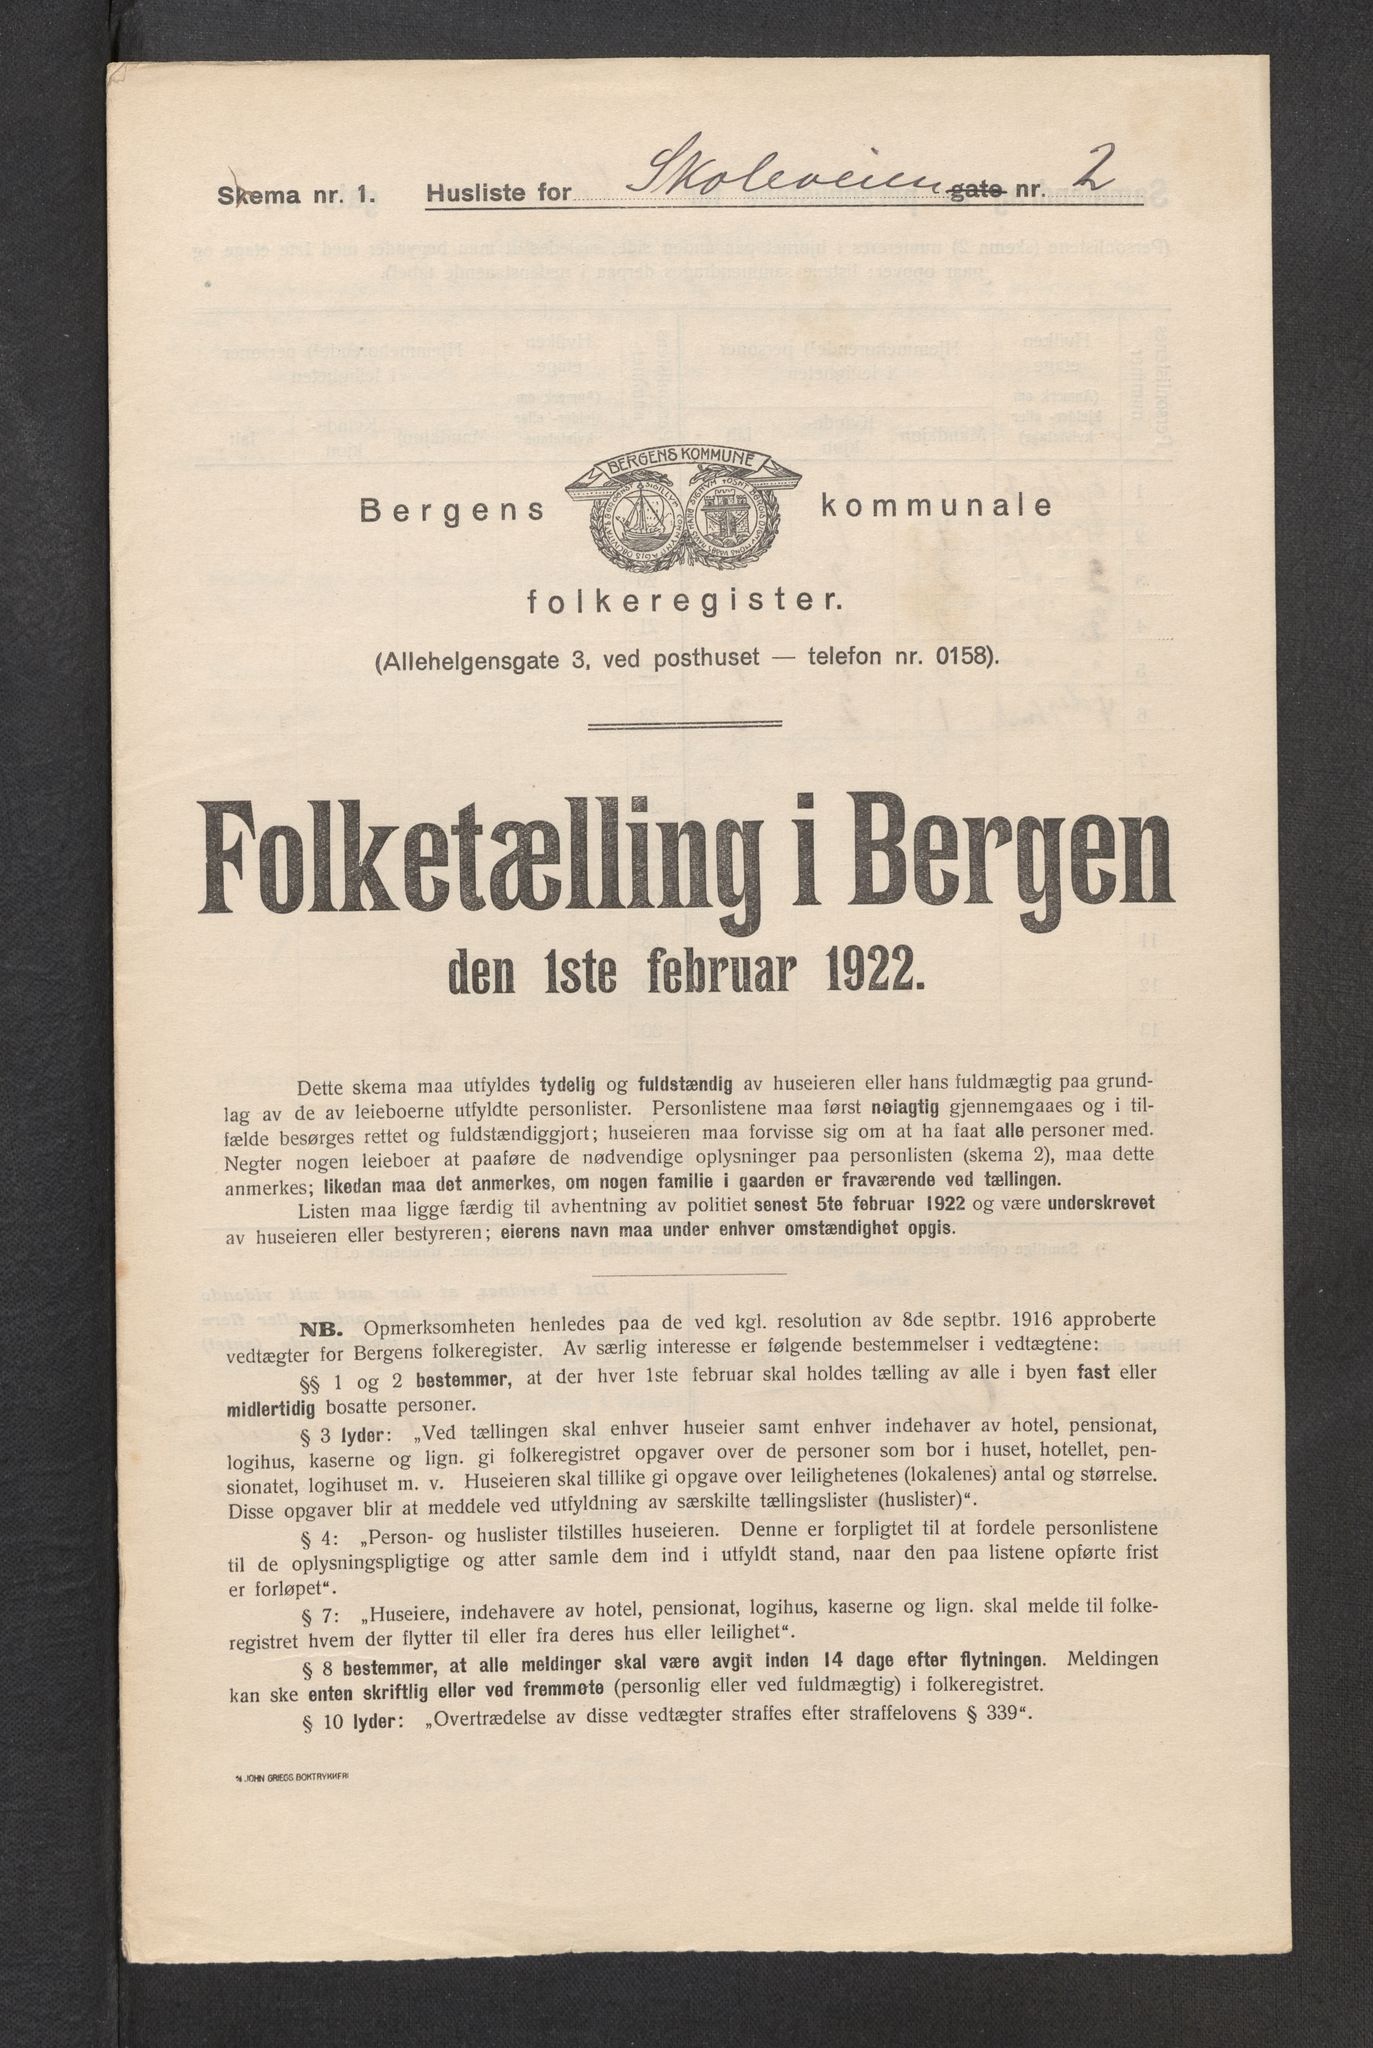 Skema nr. 1. Husliste for Skoleveien gate nr. 2
BERGENS KOMMUNE
Bergens kommunale
folkeregister.
(Allehelgensgate 3, ved posthuset — telefon nr. 0158).
Folketælling i Bergen
den 1ste februar 1922.
Dette skema maa utfyldes tydelig og fuldstændig av huseieren eller hans fuldmægtig paa grund-
lag av de av leieboerne utfyldte personlister. Personlistene maa først nøiagtig gjennemgaaes og i til-
fælde besørges rettet og fuldstændiggjort; huseieren maa forvisse sig om at ha faat alle personer med.
Negter nogen leieboer at paaføre de nødvendige oplysninger paa personlisten (skema 2), maa dette
anmerkes; likedan maa det anmerkes, om nogen familie i gaarden er fraværende ved tællingen.
Listen maa ligge færdig til avhentning av politiet senest 5te februar 1922 og være underskrevet
av huseieren eller bestyreren; eierens navn maa under enhver omstændighet opgis.
NB. Opmerksomheten henledes paa de ved kgl. resolution av 8de septbr. 1916 approberte
vedtægter for Bergens folkeregister. Av særlig interesse er følgende bestemmelser i vedtægtene:
§§ 1 og 2 bestemmer, at der hver 1ste februar skal holdes tælling av alle i byen fast eller
midlertidig bosatte personer.
§ 3 lyder: „Ved tællingen skal enhver huseier samt enhver indehaver av hotel, pensionat,
logihus, kaserne og lign. gi folkeregistret opgaver over de personer som bor i huset, hotellet, pen-
sionatet, logihuset m. v. Huseieren skal tillike gi opgave over leilighetenes (lokalenes) antal og størrelse.
Disse opgaver blir at meddele ved utfyldning av særskilte tællingslister (huslister)“.
§ 4: „Person- og huslister tilstilles huseieren. Denne er forpligtet til at fordele personlistene
til de oplysningspligtige og atter samle dem ind i utfyldt stand, naar den paa listene opførte frist
er forløpet“.
§ 7: „Huseiere, indehavere av hotel, pensionat, logihus, kaserne og lign. skal melde til folke-
registret hvem der flytter til eller fra deres hus eller leilighet“.
§ 8 bestemmer, at alle meldinger skal være avgit inden 14 dage efter flytningen. Meldingen
kan ske enten skriftlig eller ved fremmøte (personlig eller ved fuldmægtig) i folkeregistret.
§ 10 lyder: „Overtrædelse av disse vedtægter straffes efter straffelovens § 339“.
A/S JOHN GRIEGS BOKTRYKKERI